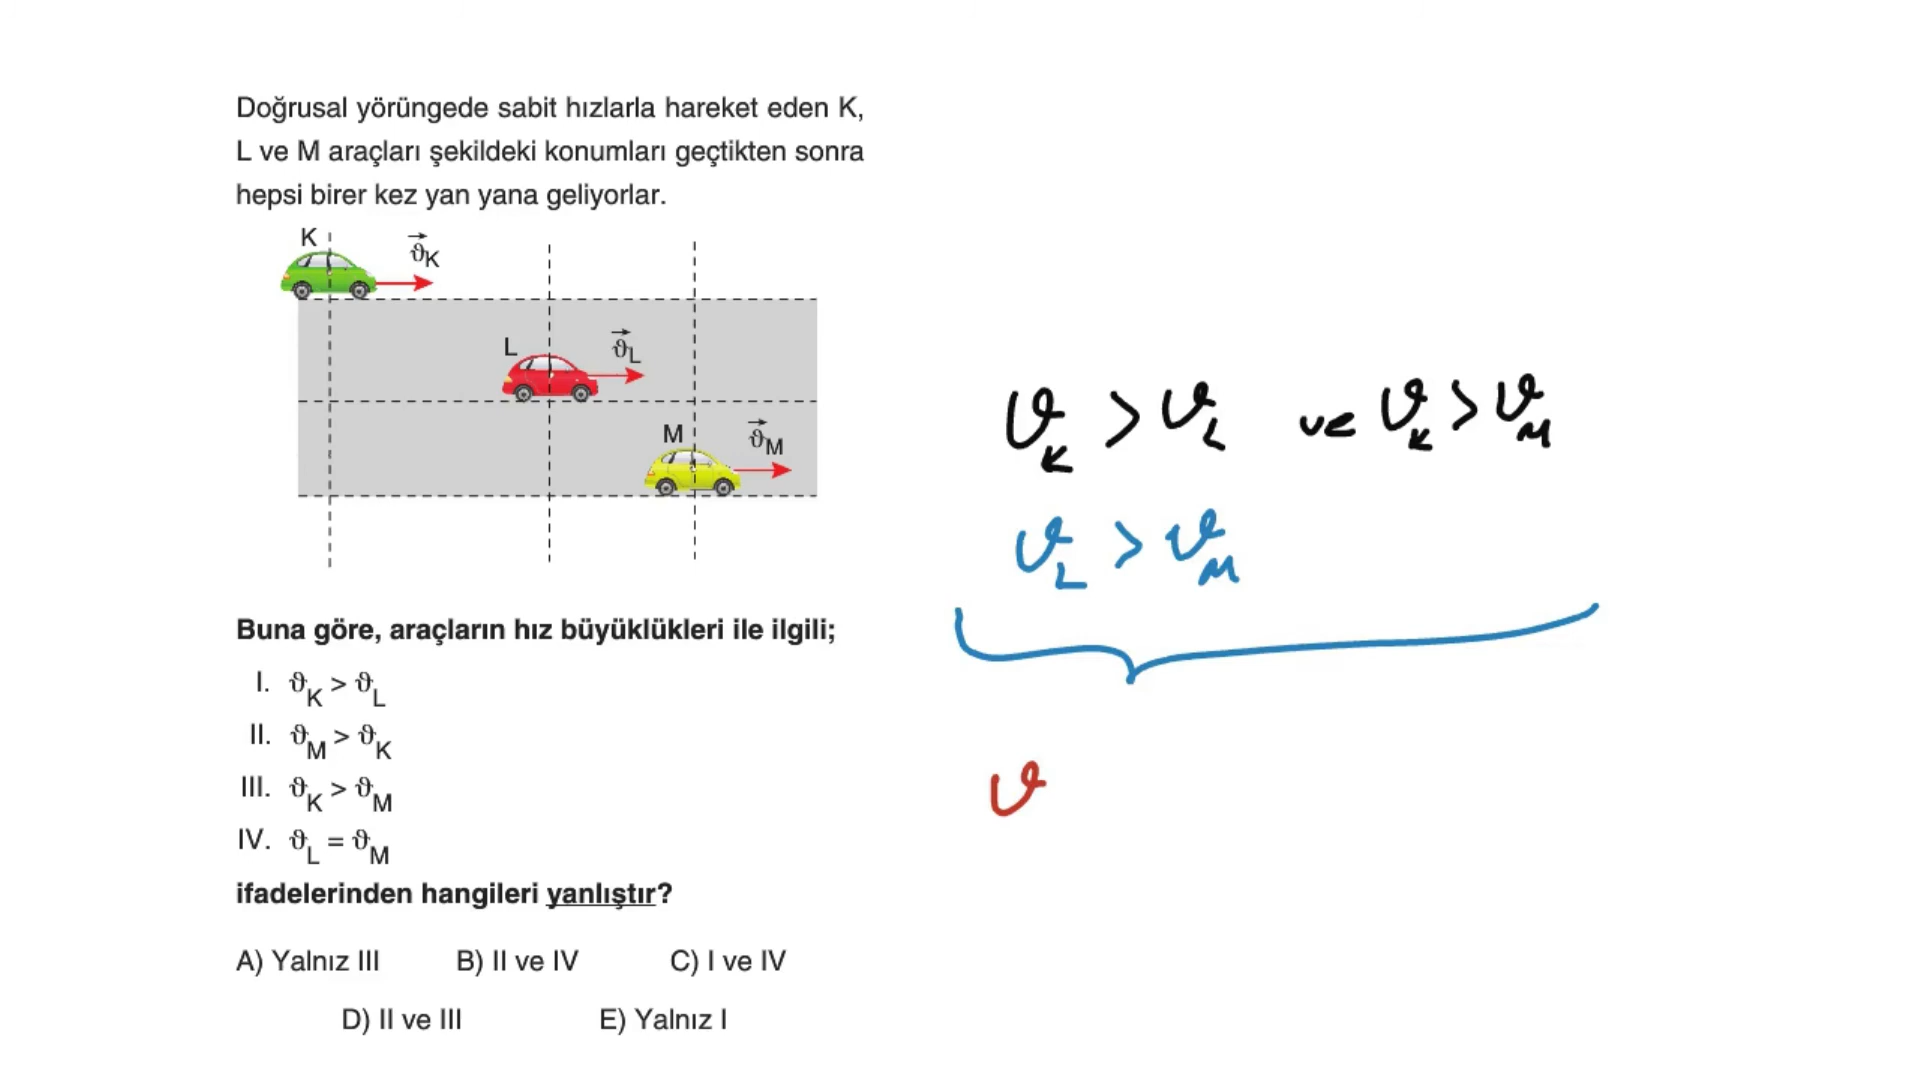 Doğrusal yörüngede sabit hızlarla hareket eden K,
L ve M araçları şekildeki konumları geçtikten sonra
hepsi birer kez yan yana geliyorlar.
K
ϑK
L
ϑL
M
ϑM
ϑK > ϑL ve ϑK > ϑM
ϑL > ϑM
ϑ
Buna göre, araçların hız büyüklükleri ile ilgili;
I. ϑK > ϑL
II. ϑM > ϑK
III. ϑK > ϑM
IV. ϑL = ϑM
ifadelerinden hangileri yanlıştır?
A) Yalnız III B) II ve IV C) I ve IV
D) II ve III E) Yalnız I